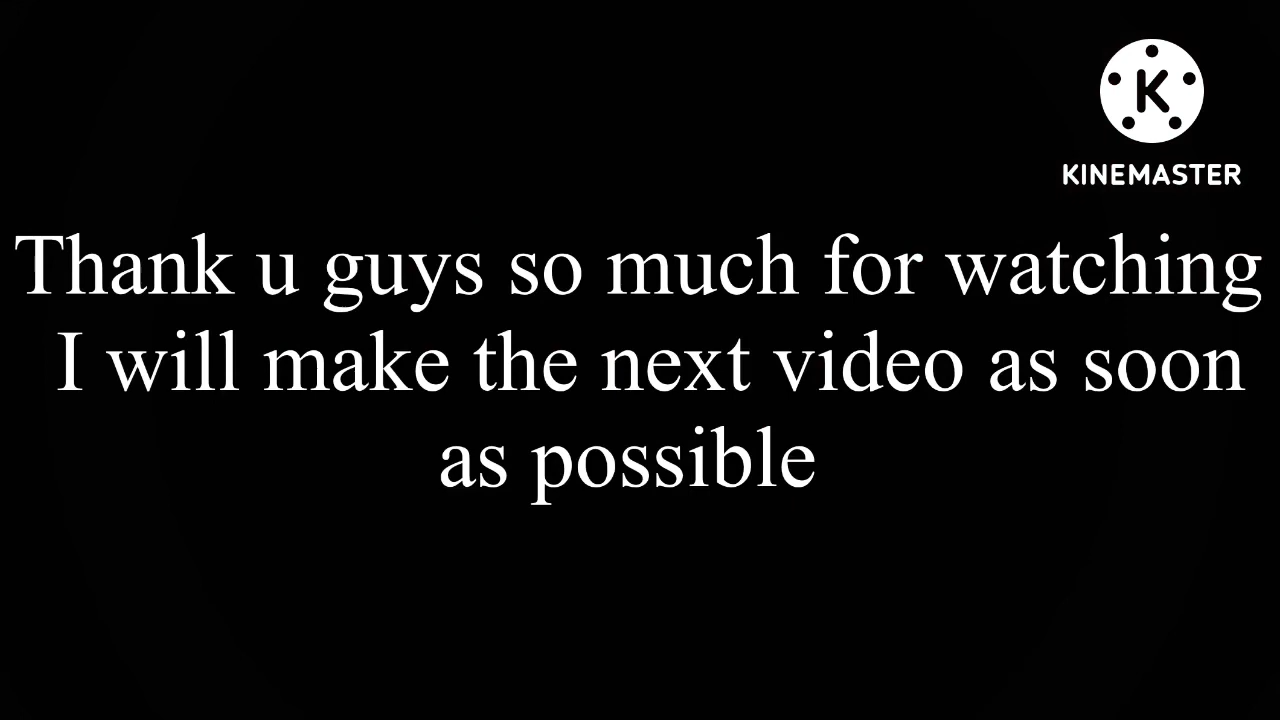 K
KINEMASTER
Thank u guys so much for watching
I will make the next video as soon
as possible